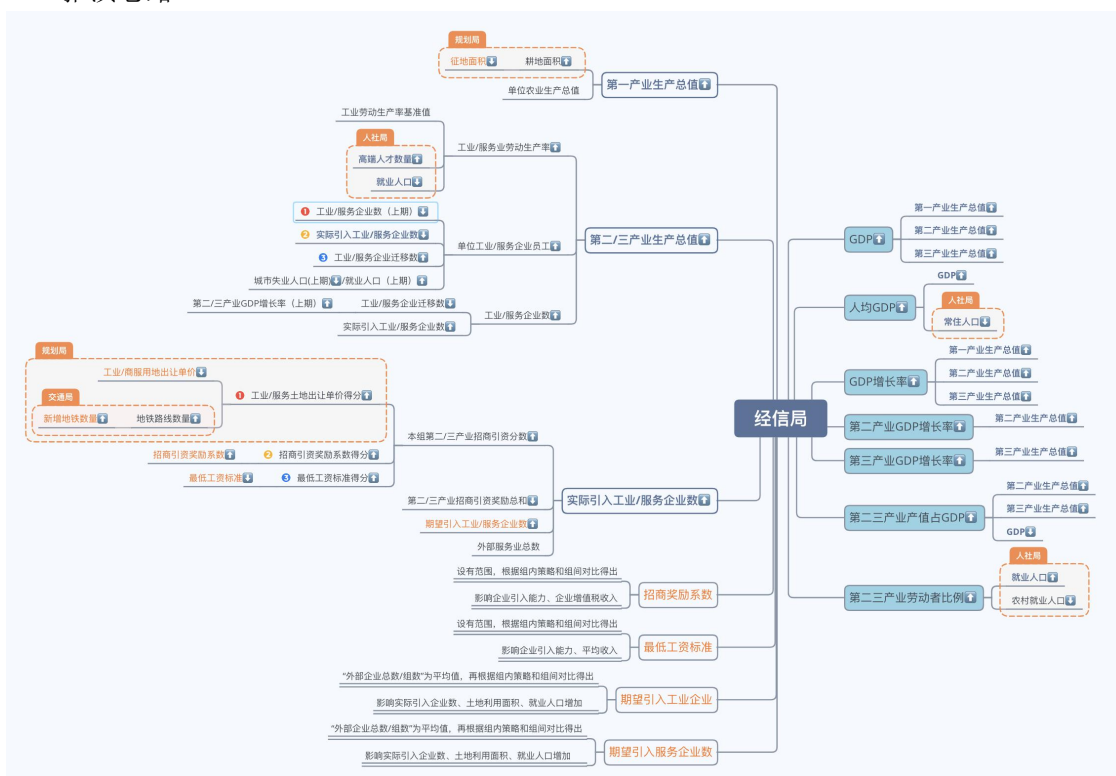 规划局
征地面积⬇ 耕地面积⬆
单位农业生产总值
第一产业生产总值⬆
工业劳动生产率基准值
人社局
高端人才数量⬆
就业人口⬇
工业/服务业劳动生产率⬆
❶ 工业/服务企业数（上期）⬇
❷ 实际引入工业/服务企业数⬇
❸ 工业/服务企业迁移数⬆
城市失业人口(上期)⬇/就业人口（上期）⬆
单位工业/服务企业员工⬆
第二/三产业GDP增长率（上期）⬆ 工业/服务企业迁移数⬇
实际引入工业/服务企业数⬆
工业/服务企业数⬆
第二/三产业生产总值⬆
规划局
工业/商服用地出让单价⬇
交通局
新增地铁数量⬆ 地铁路线数量⬆
❶ 工业/服务土地出让单价得分⬆
招商引资奖励系数⬆ ❷ 招商引资奖励系数得分⬆
最低工资标准⬇ ❸ 最低工资标准得分⬆
本组第二/三产业招商引资分数⬆
第二/三产业招商引资奖励总和⬇
期望引入工业/服务企业数⬆
外部服务业总数
实际引入工业/服务企业数⬆
设有范围，根据组内策略和组间对比得出
影响企业引入能力、企业增值税收入
招商奖励系数
设有范围，根据组内策略和组间对比得出
影响企业引入能力、平均收入
最低工资标准
“外部企业总数/组数”为平均值，再根据组内策略和组间对比得出
影响实际引入企业数、土地利用面积、就业人口增加
期望引入工业企业
“外部企业总数/组数”为平均值，再根据组内策略和组间对比得出
影响实际引入企业数、土地利用面积、就业人口增加
期望引入服务企业数
经信局
GDP⬆
第一产业生产总值⬆
第二产业生产总值⬆
第三产业生产总值⬆
人均GDP⬆
GDP⬆
人社局
常住人口⬇
GDP增长率⬆
第一产业生产总值⬆
第二产业生产总值⬆
第三产业生产总值⬆
第二产业GDP增长率⬆
第二产业生产总值⬆
第三产业GDP增长率⬆
第三产业生产总值⬆
第二三产业产值占GDP⬆
第二产业生产总值⬆
第三产业生产总值⬆
GDP⬇
第二三产业劳动者比例⬆
人社局
就业人口⬆
农村就业人口⬇